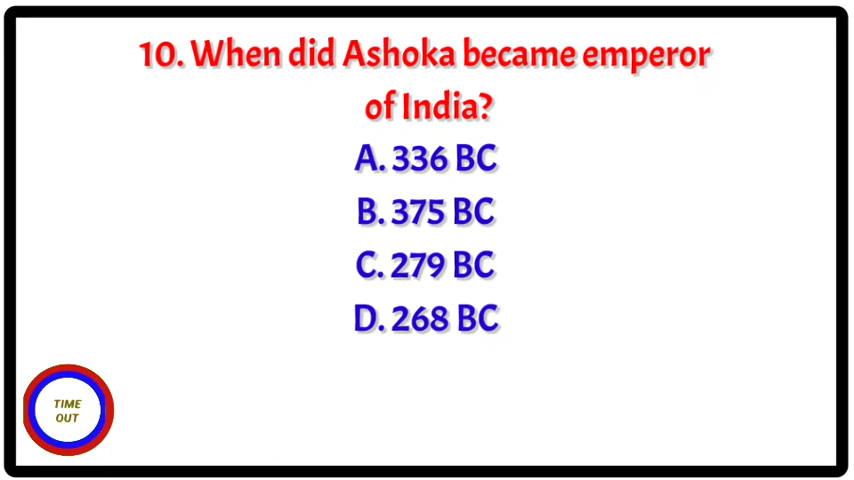 10. When did Ashoka became emperor
of India?
A. 336 BC
B. 375 BC
C. 279 BC
D. 268 BC
TIME
OUT